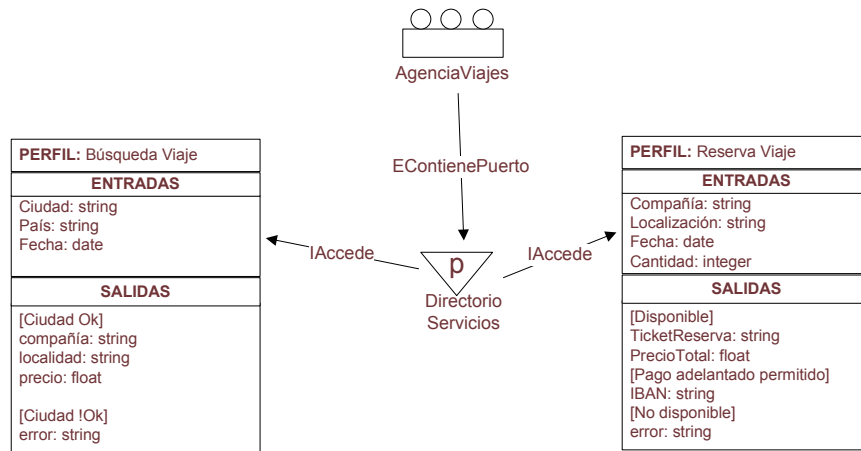 AgenciaViajes
EContienePuerto
PERFIL: Búsqueda Viaje
ENTRADAS
Ciudad: string
País: string
Fecha: date
SALIDAS
[Ciudad Ok]
compañía: string
localidad: string
precio: float
[Ciudad !Ok]
error: string
IAccede
p
Directorio
Servicios
IAccede
PERFIL: Reserva Viaje
ENTRADAS
Compañía: string
Localización: string
Fecha: date
Cantidad: integer
SALIDAS
[Disponible]
TicketReserva: string
PrecioTotal: float
[Pago adelantado permitido]
IBAN: string
[No disponible]
error: string